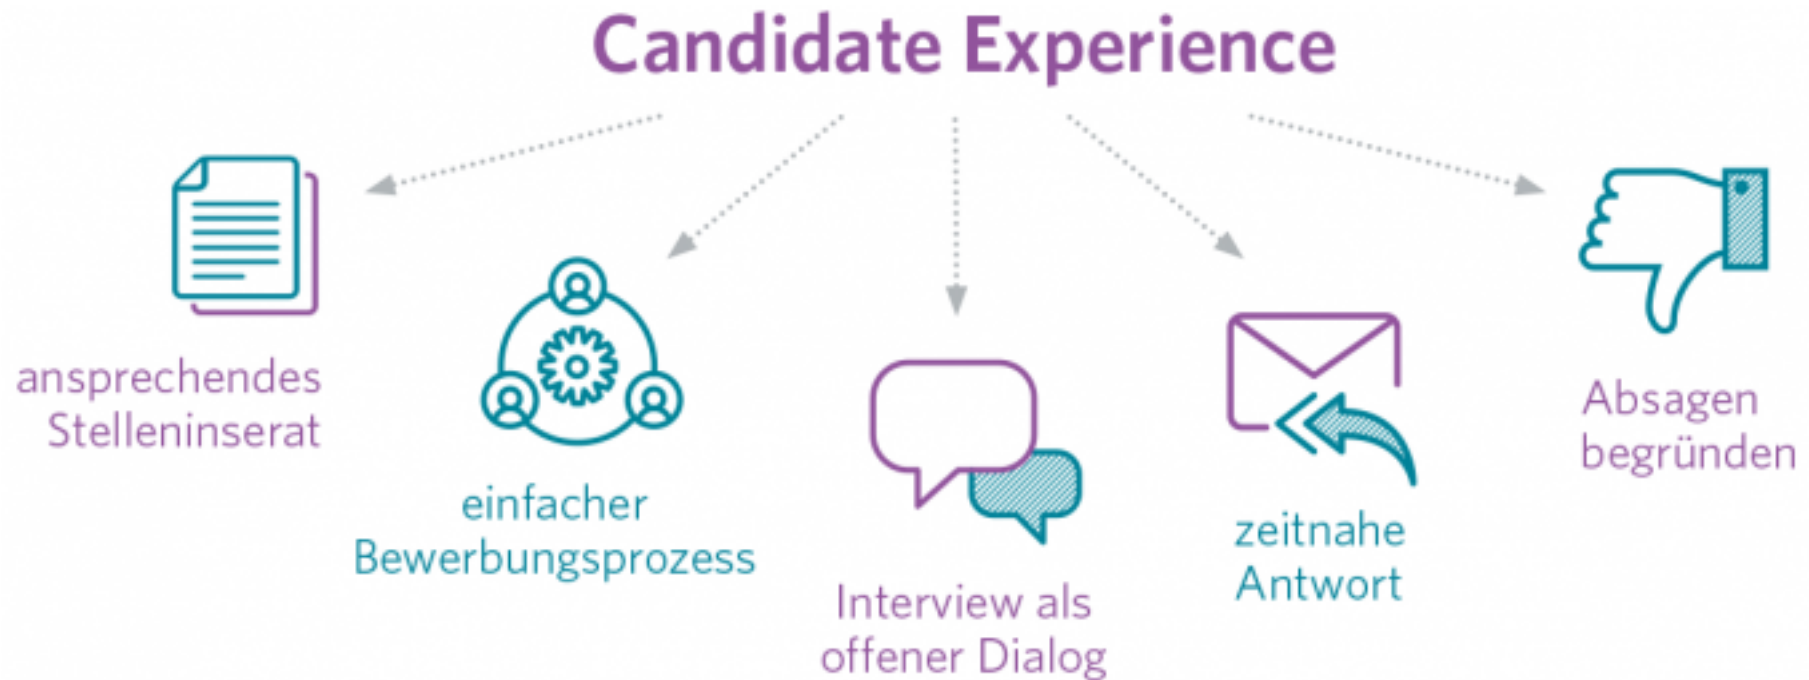 Candidate Experience
ansprechendes
Stelleninserat
einfacher
Bewerbungsprozess
Interview als
offener Dialog
zeitnahe
Antwort
Absagen
begründen